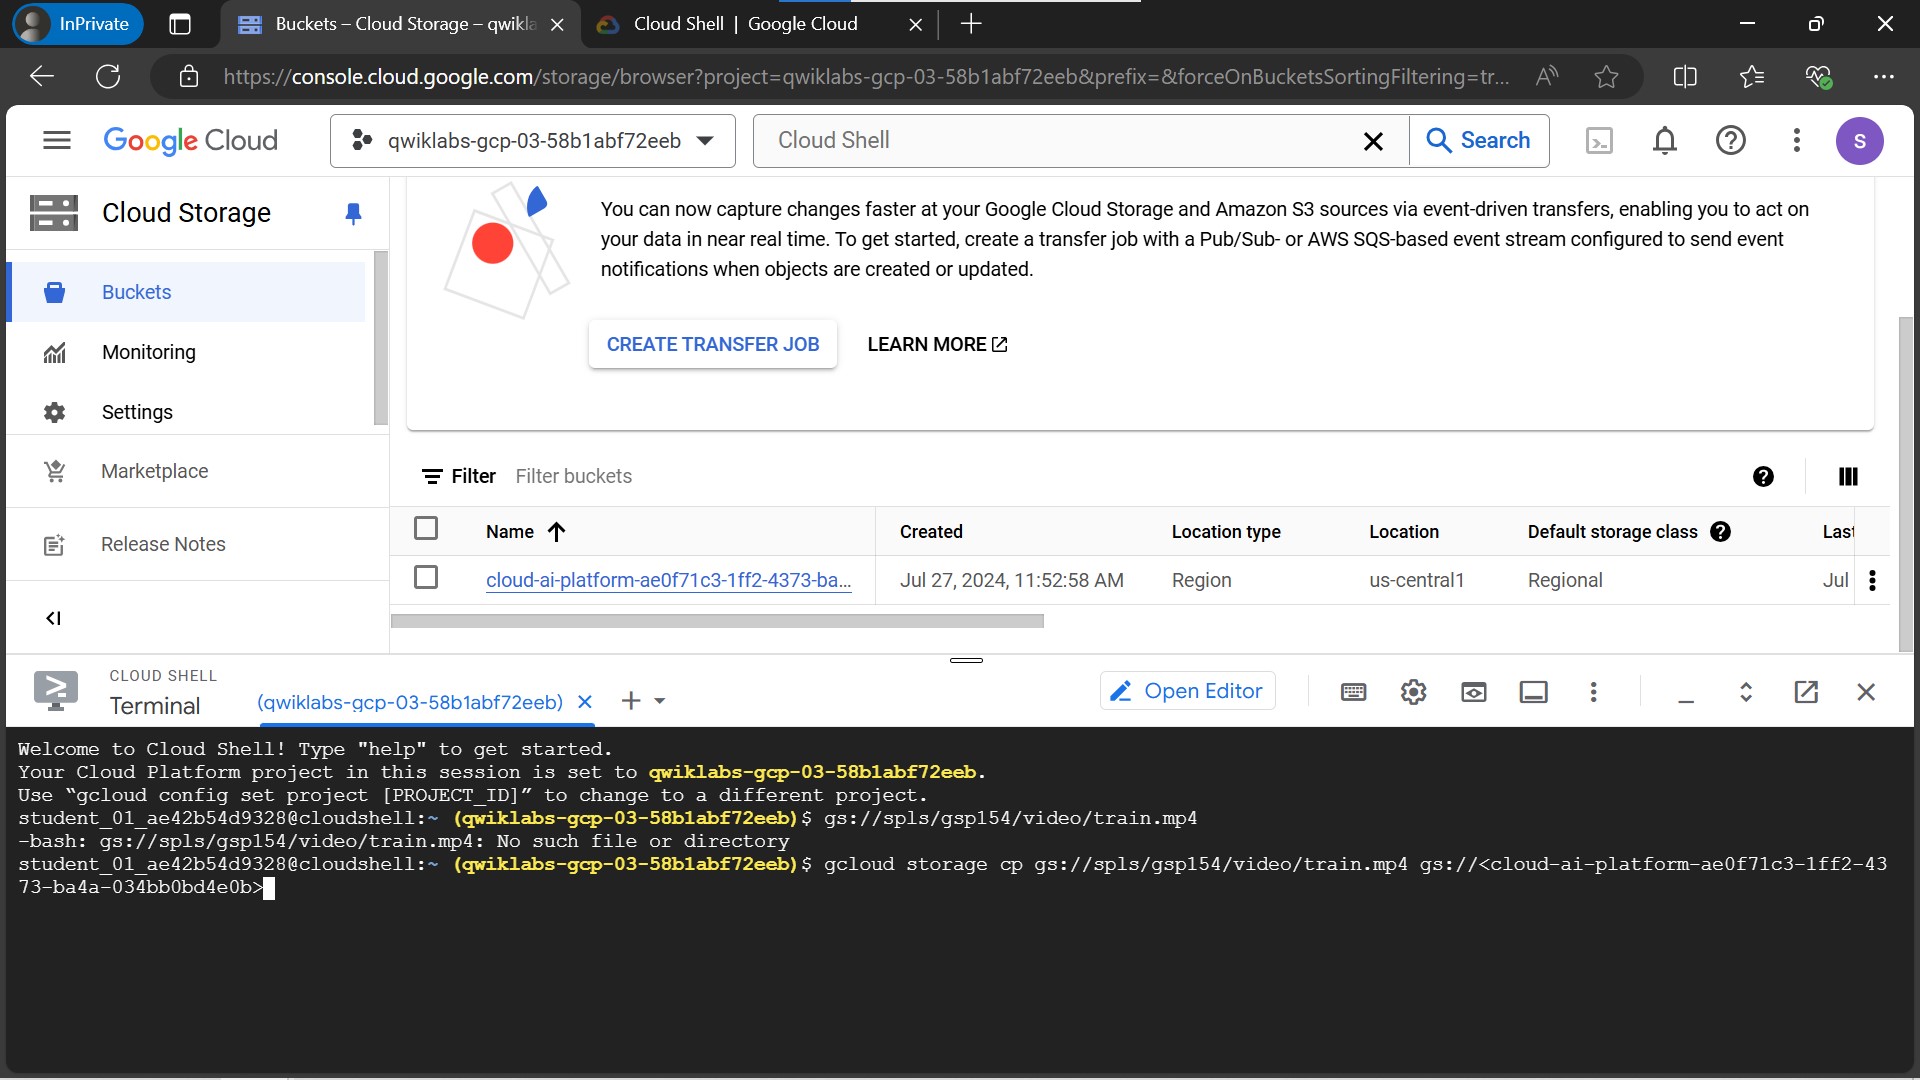 InPrivate
Buckets – Cloud Storage – qwikla
Cloud Shell | Google Cloud
https://console.cloud.google.com/storage/browser?project=qwiklabs-gcp-03-58b1abf72eeb&prefix=&forceOnBucketsSortingFiltering=tr...
Google Cloud
qwiklabs-gcp-03-58b1abf72eeb
Cloud Shell
Search
S
Cloud Storage
Buckets
Monitoring
Settings
Marketplace
Release Notes
You can now capture changes faster at your Google Cloud Storage and Amazon S3 sources via event-driven transfers, enabling you to act on
your data in near real time. To get started, create a transfer job with a Pub/Sub- or AWS SQS-based event stream configured to send event
notifications when objects are created or updated.
CREATE TRANSFER JOB LEARN MORE
Filter Filter buckets
Name Created Location type Location Default storage class Last
cloud-ai-platform-ae0f71c3-1ff2-4373-ba... Jul 27, 2024, 11:52:58 AM Region us-central1 Regional Jul
CLOUD SHELL
Terminal
(qwiklabs-gcp-03-58b1abf72eeb)
Open Editor
Welcome to Cloud Shell! Type "help" to get started.
Your Cloud Platform project in this session is set to qwiklabs-gcp-03-58b1abf72eeb.
Use “gcloud config set project [PROJECT_ID]” to change to a different project.
student_01_ae42b54d9328@cloudshell:~ (qwiklabs-gcp-03-58b1abf72eeb)$ gs://spls/gsp154/video/train.mp4
-bash: gs://spls/gsp154/video/train.mp4: No such file or directory
student_01_ae42b54d9328@cloudshell:~ (qwiklabs-gcp-03-58b1abf72eeb)$ gcloud storage cp gs://spls/gsp154/video/train.mp4 gs://<cloud-ai-platform-ae0f71c3-1ff2-43
73-ba4a-034bb0bd4e0b>